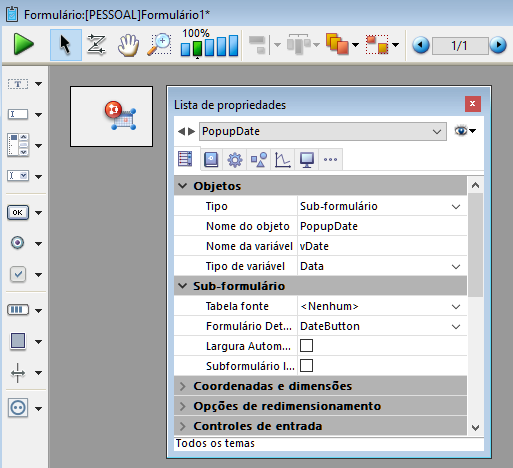 Formulário:[PESSOAL]Formulário1*
100%
1/1
Lista de propriedades
PopupDate
Objetos
Tipo Sub-formulário
Nome do objeto PopupDate
Nome da variável vDate
Tipo de variável Data
Sub-formulário
Tabela fonte <Nenhum>
Formulário Det... DateButton
Largura Autom...
Subformulário I...
Coordenadas e dimensões
Opções de redimensionamento
Controles de entrada
Todos os temas
OK